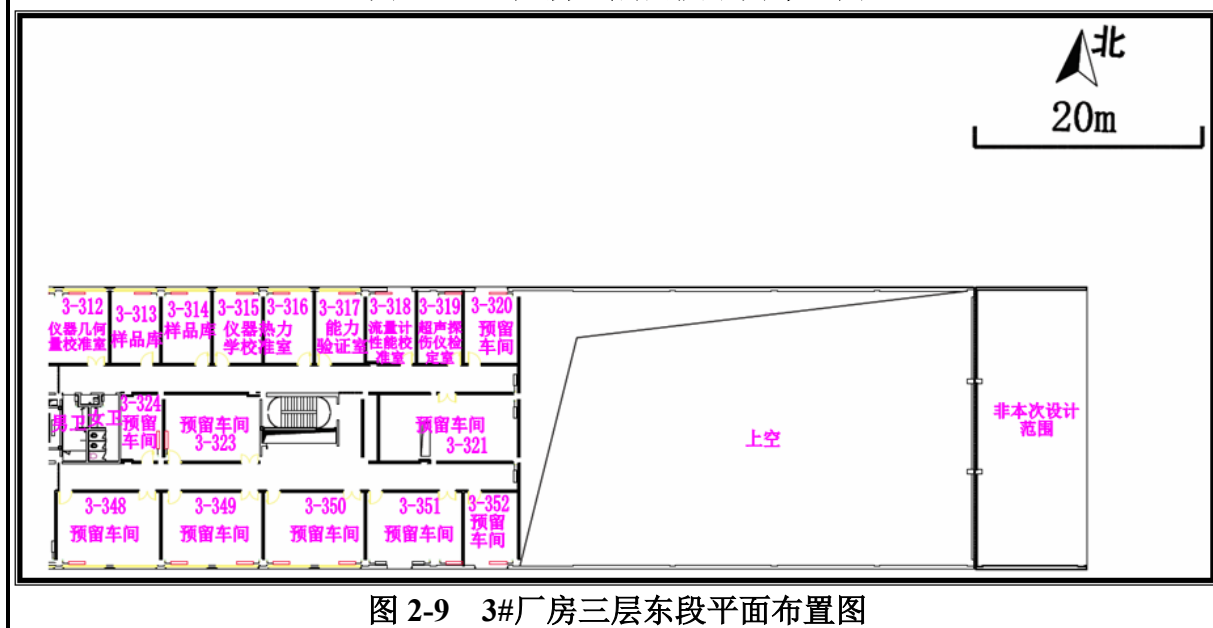 北
20m
3-312
仪器几何
量校准室
3-313
样品库
3-314
样品库
3-315
仪器
学校
3-316
热力
准室
3-317
能力
验证室
3-318
流量计
性能校
准室
3-319
超声探
伤仪检
定室
3-320
预留
车间
男卫
女卫
3-324
预留
车间
预留车间
3-323
预留车间
3-321
上空
非本次设计
范围
3-348
预留车间
3-349
预留车间
3-350
预留车间
3-351
预留车间
3-352
预留
车间
图 2-9 3#厂房三层东段平面布置图